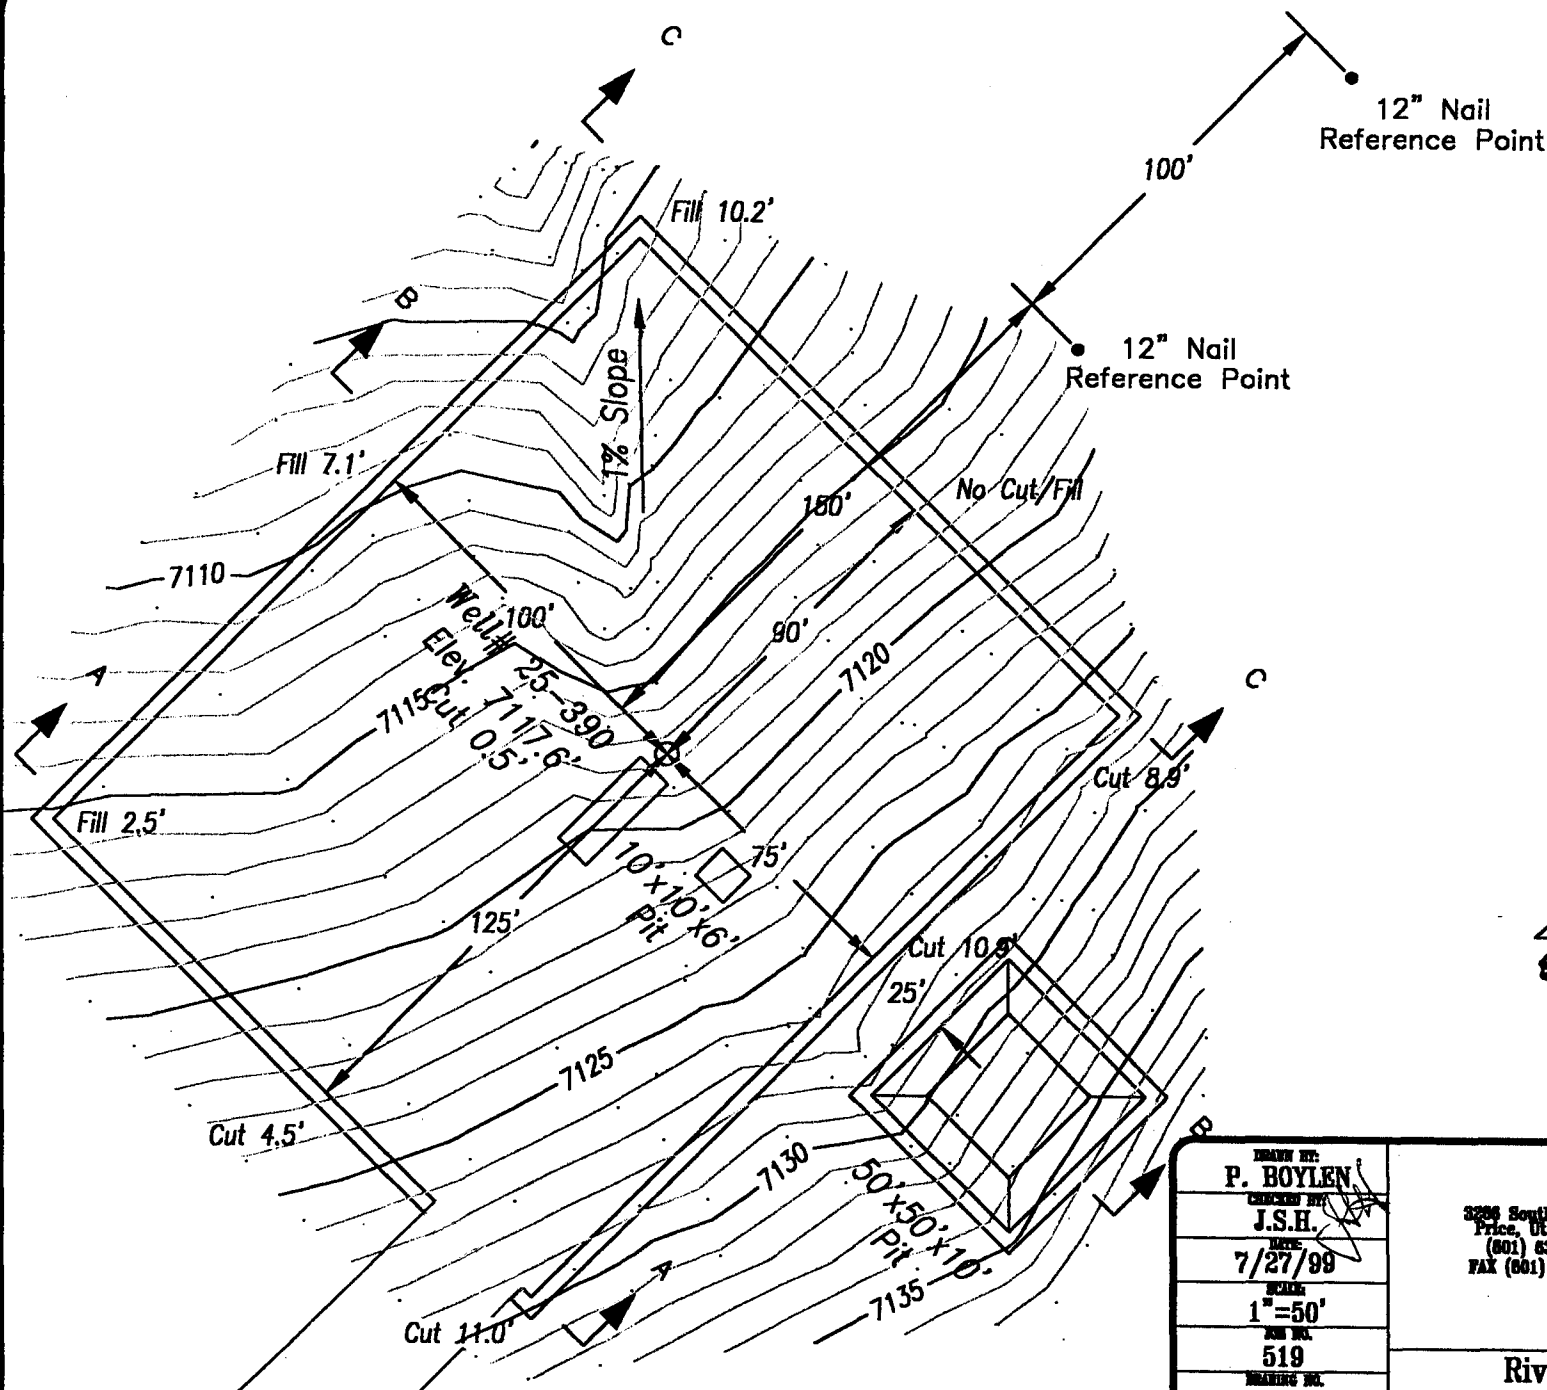 C
12" Nail
Reference Point
100'
Fill 10.2'
B
12" Nail
Reference Point
1% Slope
Fill 7.1'
No Cut/Fill
150'
7110
100'
90'
Well# 25-390
Elev. 7117.6'
Cut 0.5'
7120
A
7115
C
Cut 8.9'
Fill 2.5'
75'
10'x10'x6'
Pit
125'
Cut 10.9'
25'
7125
Cut 4.5'
7130
50'x50'x10'
Pit
B
7135
A
Cut 11.0'
DRAWN BY:
P. BOYLEN
CHECKED BY:
J.S.H.
DATE:
7/27/99
SCALE:
1"=50'
JOB NO.
519
DRAWING NO.
Price, Ut
(801)
FAX (801)
Riv